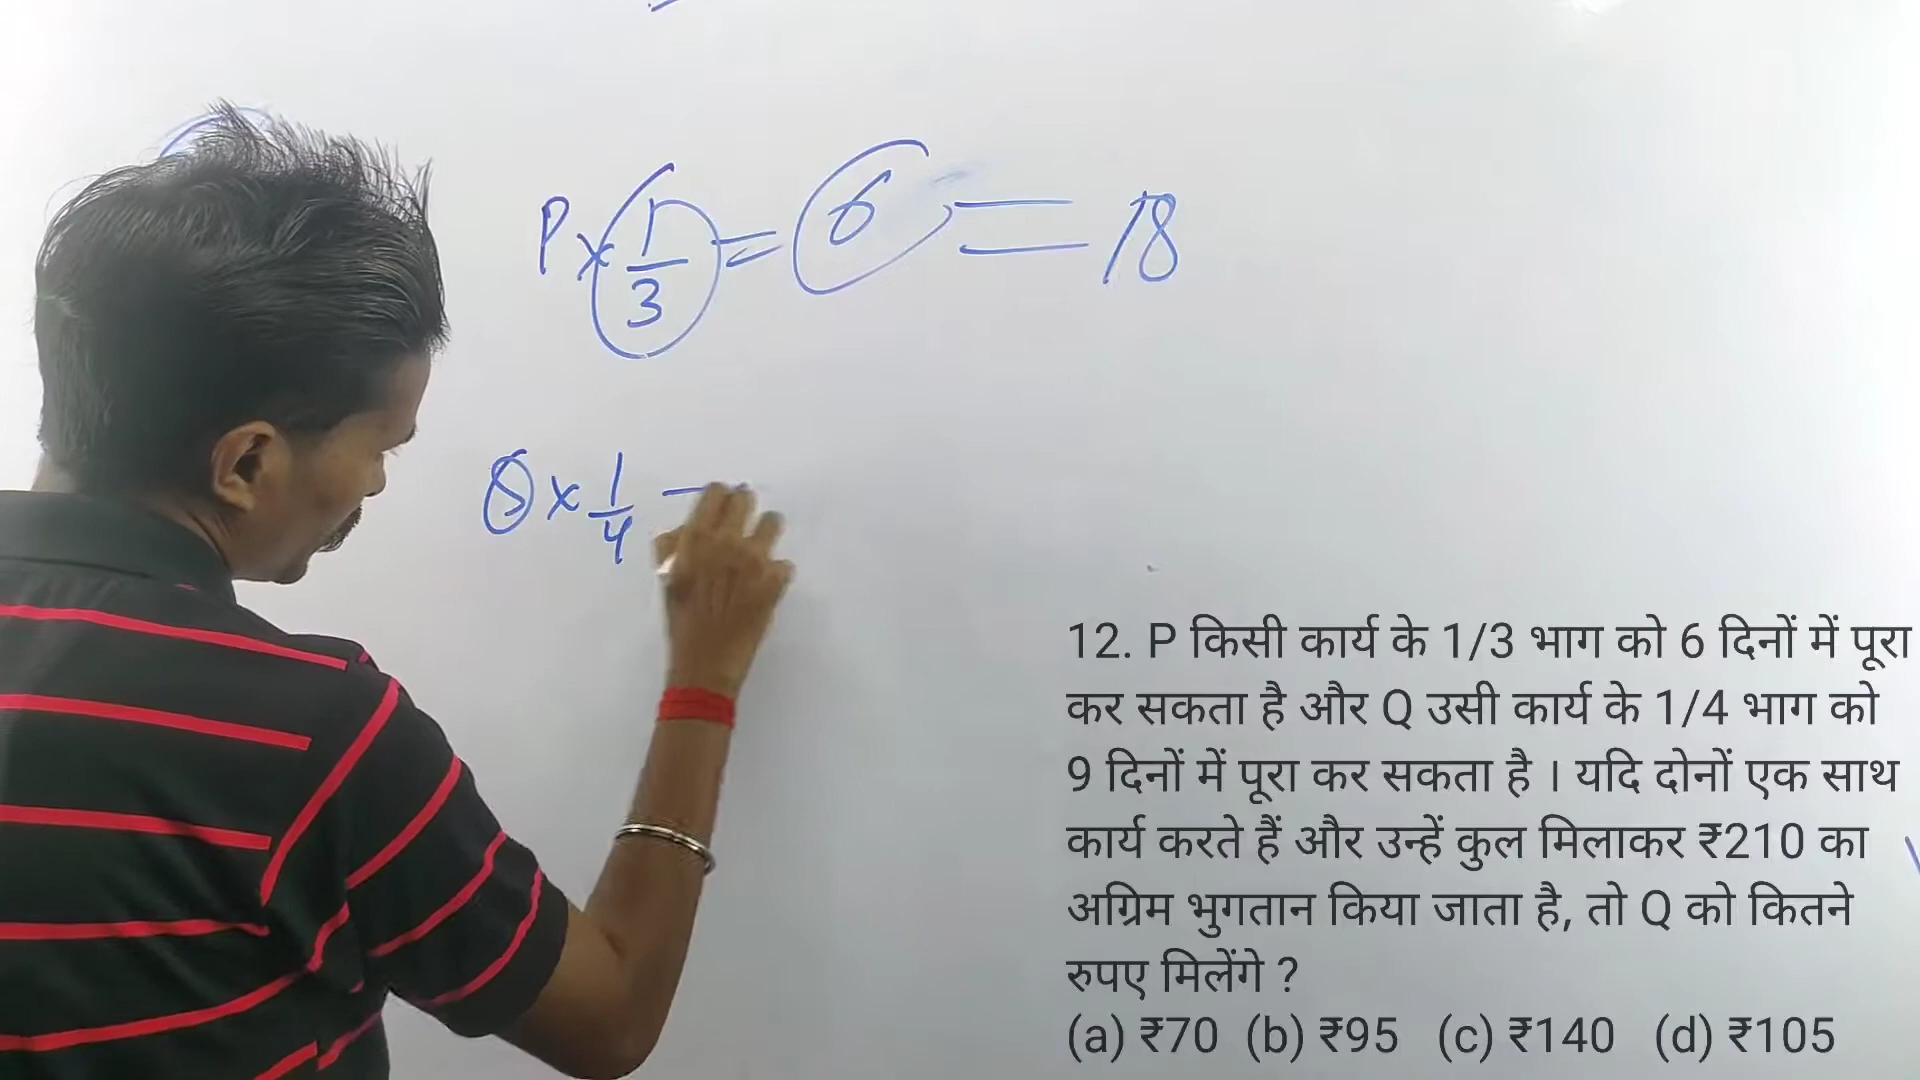 P × 1/3 = 6 = 18
Q × 1/4 =
12. P किसी कार्य के 1/3 भाग को 6 दिनों में पूरा
कर सकता है और Q उसी कार्य के 1/4 भाग को
9 दिनों में पूरा कर सकता है । यदि दोनों एक साथ
कार्य करते हैं और उन्हें कुल मिलाकर ₹210 का
अग्रिम भुगतान किया जाता है, तो Q को कितने
रुपए मिलेंगे ?
(a) ₹70 (b) ₹95 (c) ₹140 (d) ₹105